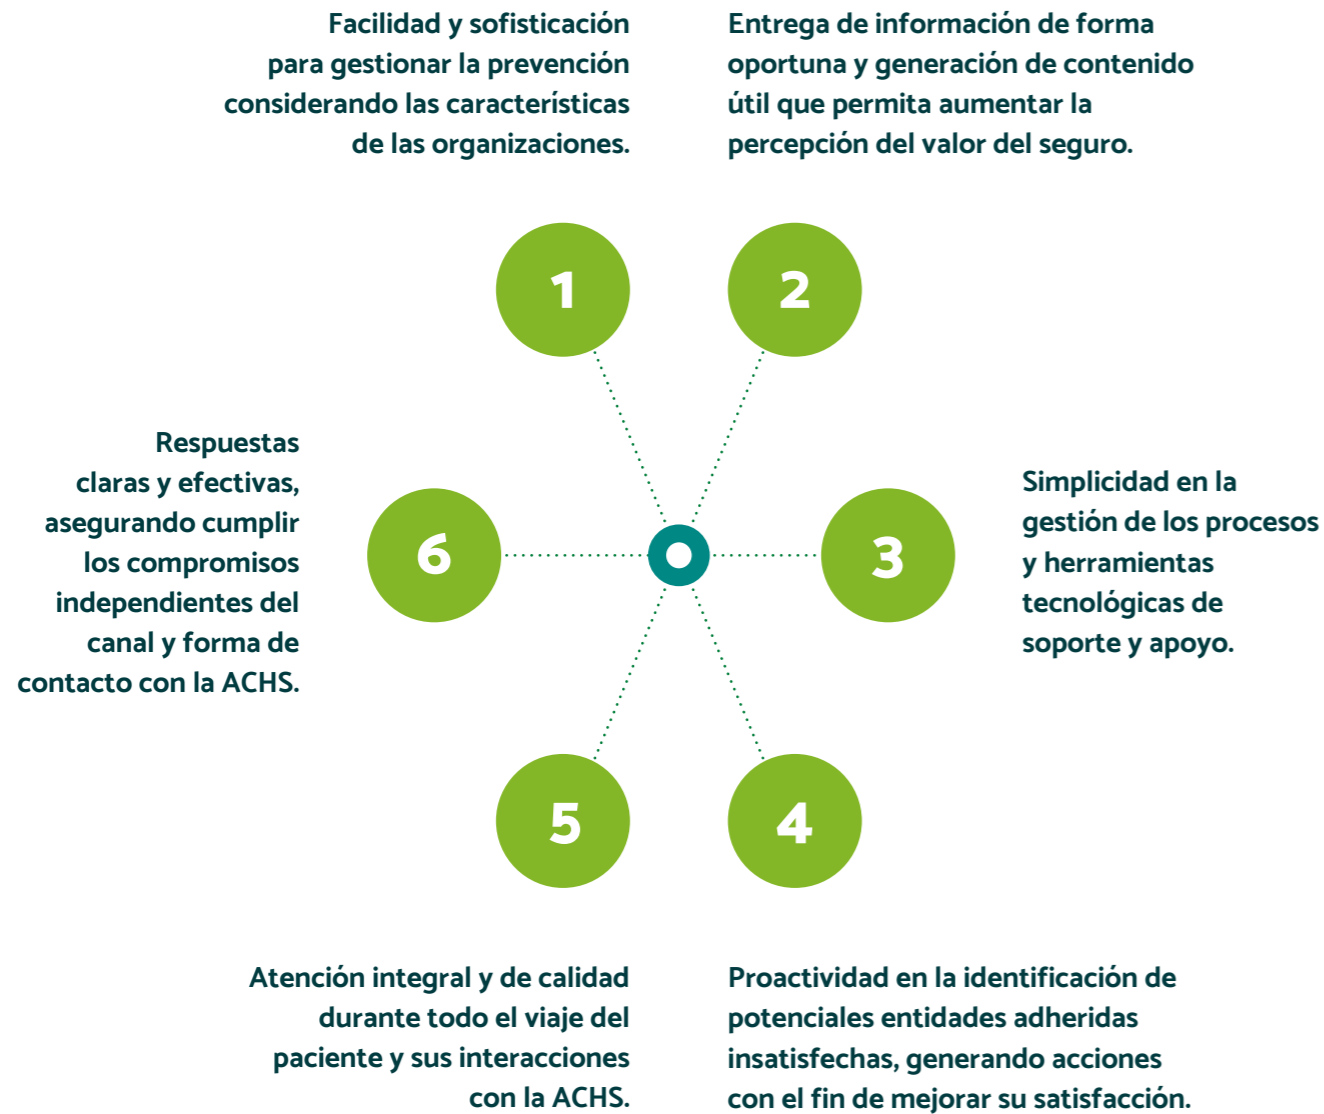 Facilidad y sofisticación
para gestionar la prevención
considerando las características
de las organizaciones.
Entrega de información de forma
oportuna y generación de contenido
útil que permita aumentar la
percepción del valor del seguro.
1
2
Respuestas
claras y efectivas,
asegurando cumplir
los compromisos
independientes del
canal y forma de
contacto con la ACHS.
6
3
Simplicidad en la
gestión de los procesos
y herramientas
tecnológicas de
soporte y apoyo.
5
4
Atención integral y de calidad
durante todo el viaje del
paciente y sus interacciones
con la ACHS.
Proactividad en la identificación de
potenciales entidades adheridas
insatisfechas, generando acciones
con el fin de mejorar su satisfacción.